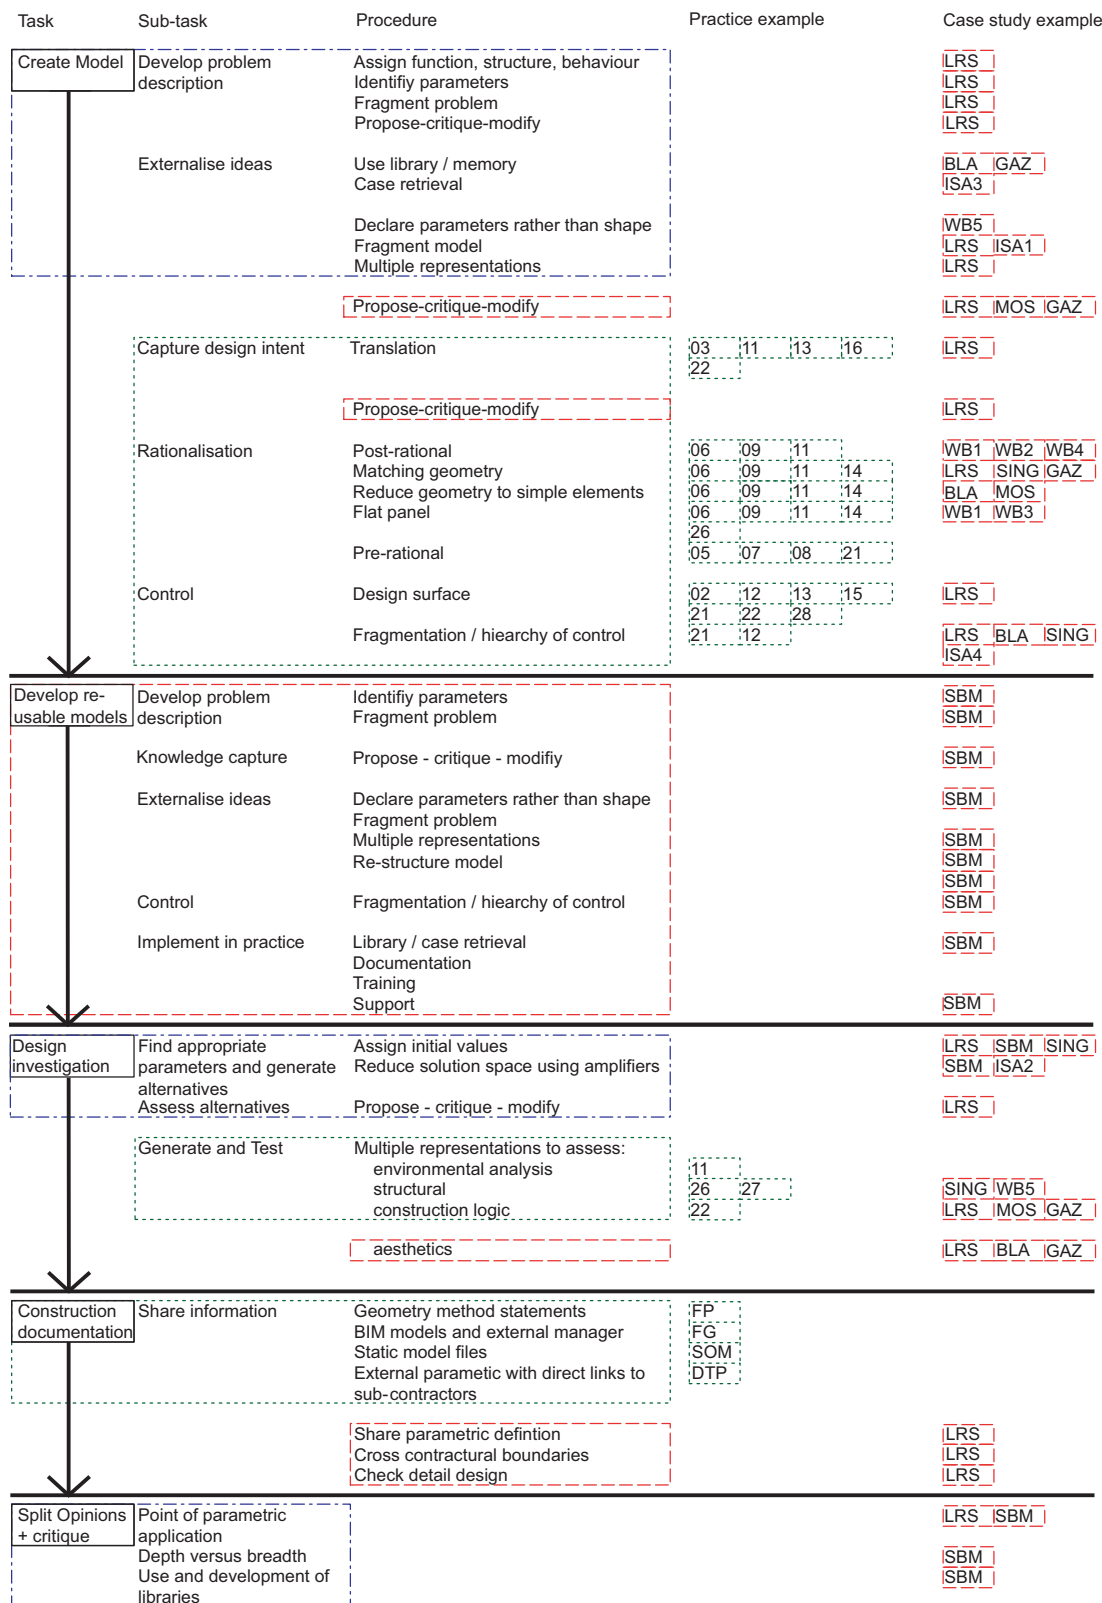 Task Sub-task Procedure Practice example Case study example
Create Model Develop problem Assign function, structure, behaviour LRS
description Identifiy parameters LRS
Fragment problem LRS
Propose-critique-modify LRS
Externalise ideas Use library / memory BLA GAZ
Case retrieval ISA3
Declare parameters rather than shape WB5
Fragment model LRS ISA1
Multiple representations LRS
Propose-critique-modify LRS MOS GAZ
Capture design intent Translation 03 11 13 16 LRS
22
Propose-critique-modify LRS
Rationalisation Post-rational 06 09 11 WB1 WB2 WB4
Matching geometry 06 09 11 14 LRS SING GAZ
Reduce geometry to simple elements 06 09 11 14 BLA MOS
Flat panel 06 09 11 14 WB1 WB3
26
Pre-rational 05 07 08 21
Control Design surface 02 12 13 15 LRS
21 22 28
Fragmentation / hiearchy of control 21 12 LRS BLA SING
ISA4
Develop re- Develop problem Identifiy parameters SBM
usable models description Fragment problem SBM
Knowledge capture Propose - critique - modifiy SBM
Externalise ideas Declare parameters rather than shape SBM
Fragment problem
Multiple representations SBM
Re-structure model SBM
SBM
Control Fragmentation / hiearchy of control SBM
Implement in practice Library / case retrieval SBM
Documentation
Training
Support SBM
Design Find appropriate Assign initial values LRS SBM SING
investigation parameters and generate Reduce solution space using amplifiers SBM ISA2
alternatives
Assess alternatives Propose - critique - modify LRS
Generate and Test Multiple representations to assess:
environmental analysis 11
structural 26 27 SING WB5
construction logic 22 LRS MOS GAZ
aesthetics LRS BLA GAZ
Construction Share information Geometry method statements FP
documentation BIM models and external manager FG
Static model files SOM
External parametic with direct links to DTP
sub-contractors
Share parametric defintion LRS
Cross contractural boundaries LRS
Check detail design LRS
Split Opinions Point of parametric LRS SBM
+ critique application
Depth versus breadth SBM
Use and development of SBM
libraries